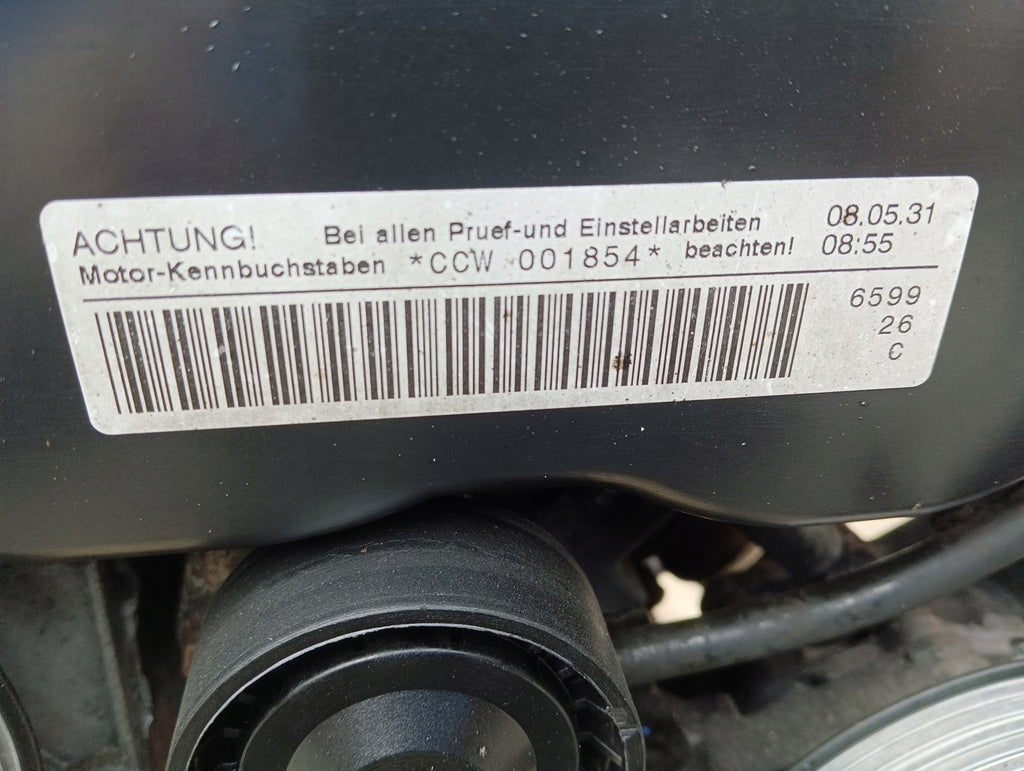 ACHTUNG! Bei allen Pruef-und Einstellarbeiten 08.05.31
Motor-Kennbuchstaben *CCW 001854* beachten! 08:55
6599
26
C